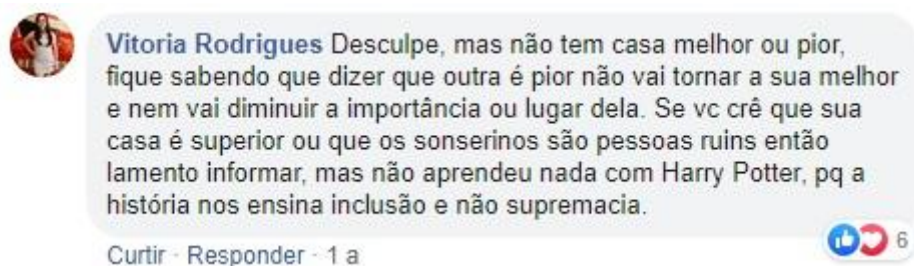 Vitoria Rodrigues Desculpe, mas não tem casa melhor ou pior,
fique sabendo que dizer que outra é pior não vai tornar a sua melhor
e nem vai diminuir a importância ou lugar dela. Se vc crê que sua
casa é superior ou que os sonserinos são pessoas ruins então
lamento informar, mas não aprendeu nada com Harry Potter, pq a
história nos ensina inclusão e não supremacia.
6
Curtir · Responder · 1 a